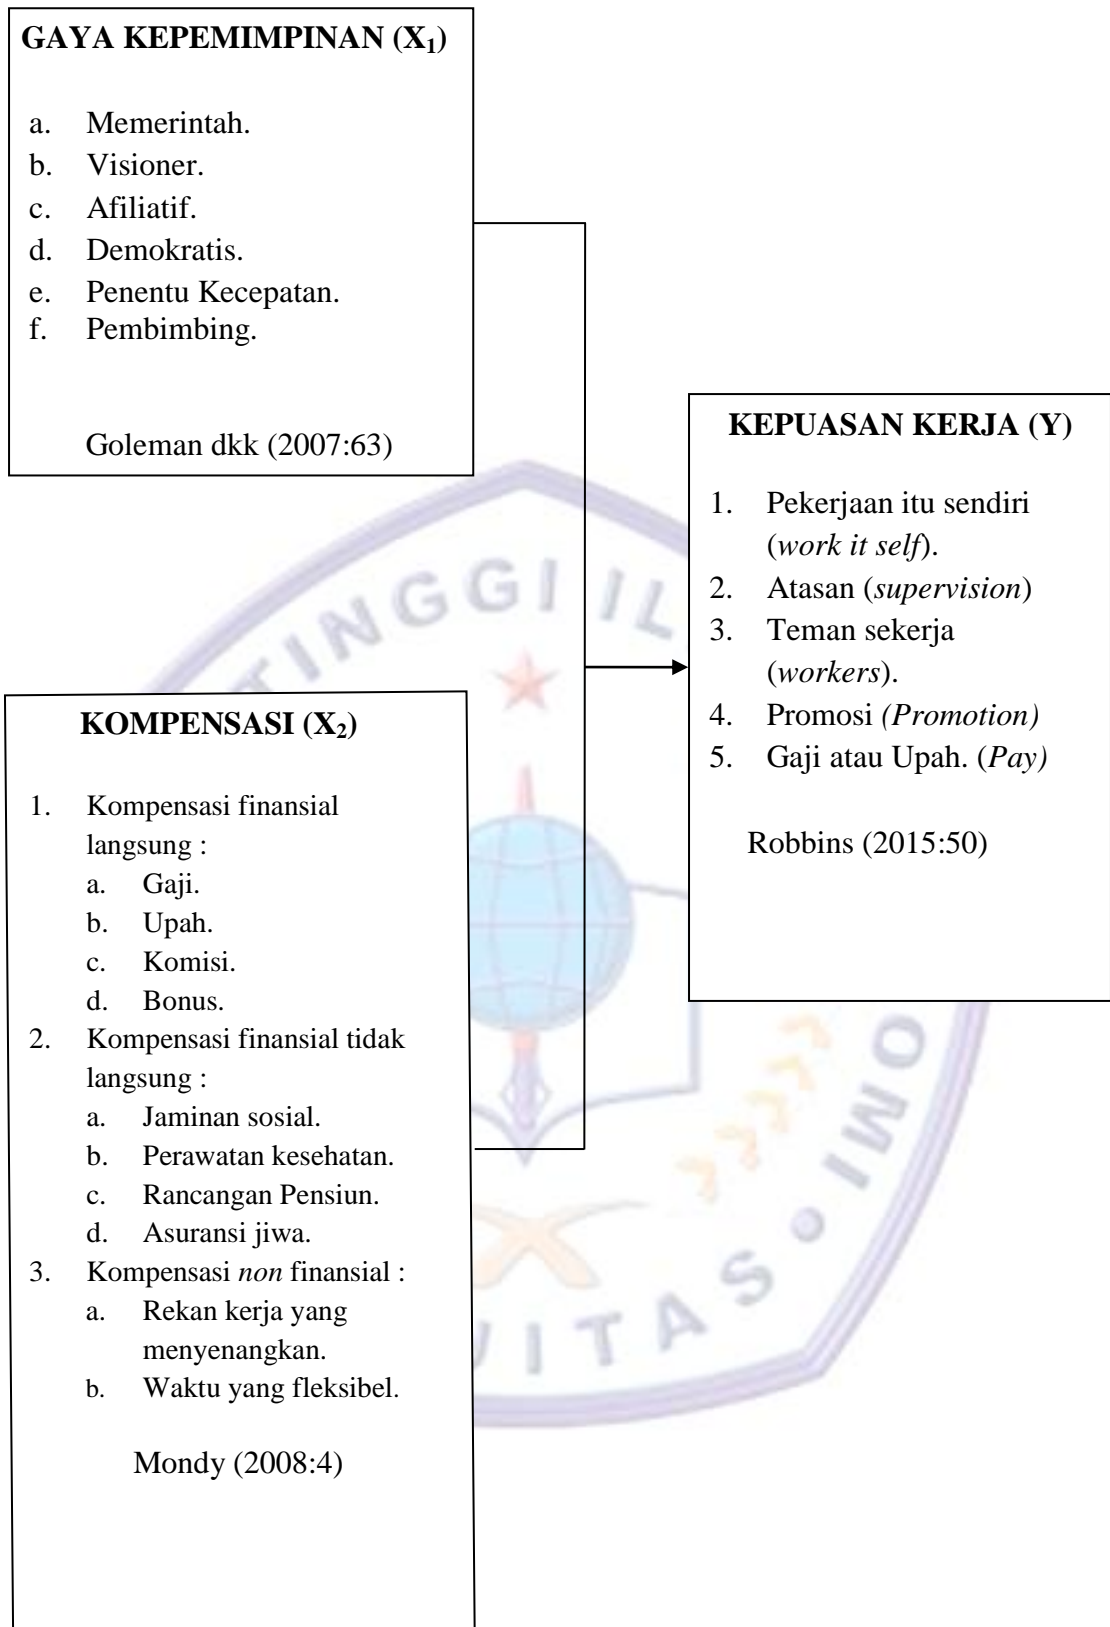 GAYA KEPEMIMPINAN (X₁)
a. Memerintah.
b. Visioner.
c. Afiliatif.
d. Demokratis.
e. Penentu Kecepatan.
f. Pembimbing.
Goleman dkk (2007:63)
KEPUASAN KERJA (Y)
1. Pekerjaan itu sendiri
(work it self).
2. Atasan (supervision)
3. Teman sekerja
(workers).
4. Promosi (Promotion)
5. Gaji atau Upah. (Pay)
Robbins (2015:50)
KOMPENSASI (X₂)
1. Kompensasi finansial
langsung :
a. Gaji.
b. Upah.
c. Komisi.
d. Bonus.
2. Kompensasi finansial tidak
langsung :
a. Jaminan sosial.
b. Perawatan kesehatan.
c. Rancangan Pensiun.
d. Asuransi jiwa.
3. Kompensasi non finansial :
a. Rekan kerja yang
menyenangkan.
b. Waktu yang fleksibel.
Mondy (2008:4)
TINGGI IL
OMI
ITAS